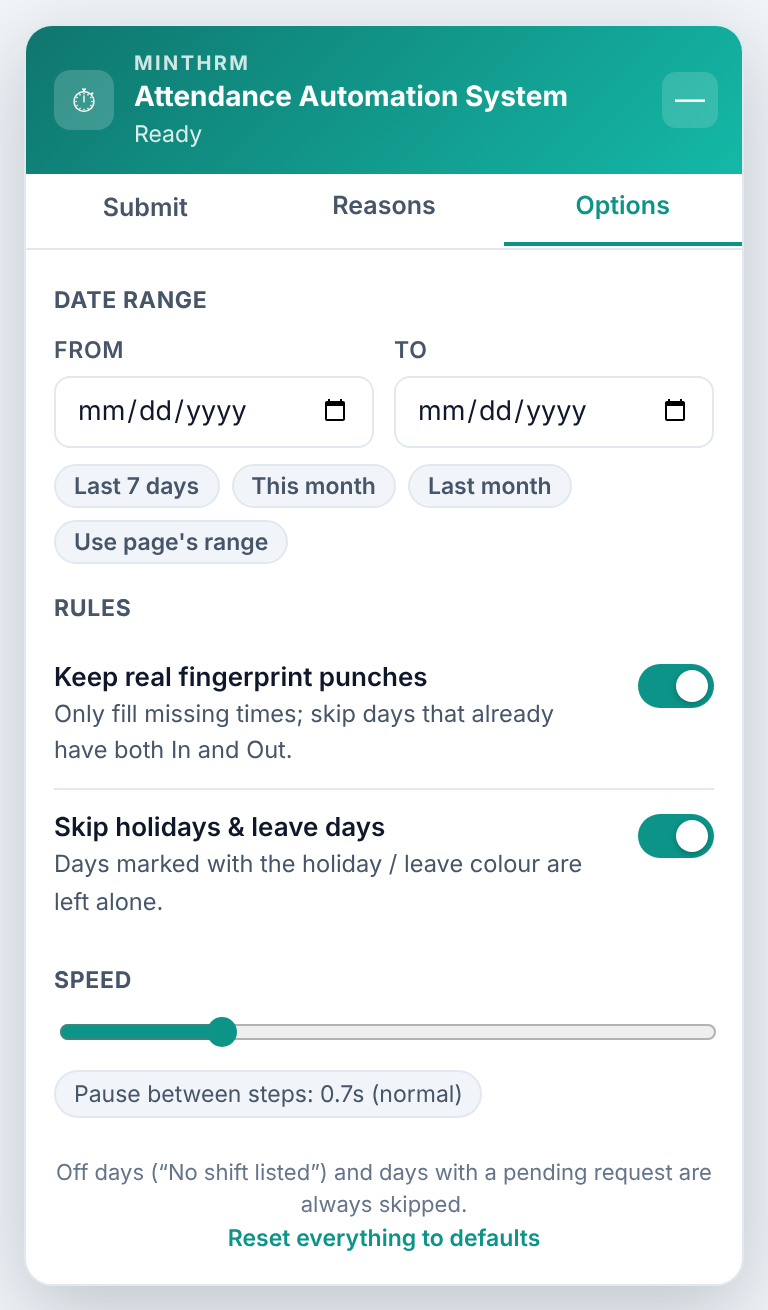 MINTHRM
Attendance Automation System
Ready
Submit
Reasons
Options
DATE RANGE
FROM
TO
mm/dd/yyyy
mm/dd/yyyy
Last 7 days
This month
Last month
Use page's range
RULES
Keep real fingerprint punches
Only fill missing times; skip days that already
have both In and Out.
Skip holidays & leave days
Days marked with the holiday / leave colour are
left alone.
SPEED
Pause between steps: 0.7s (normal)
Off days (“No shift listed”) and days with a pending request are
always skipped.
Reset everything to defaults